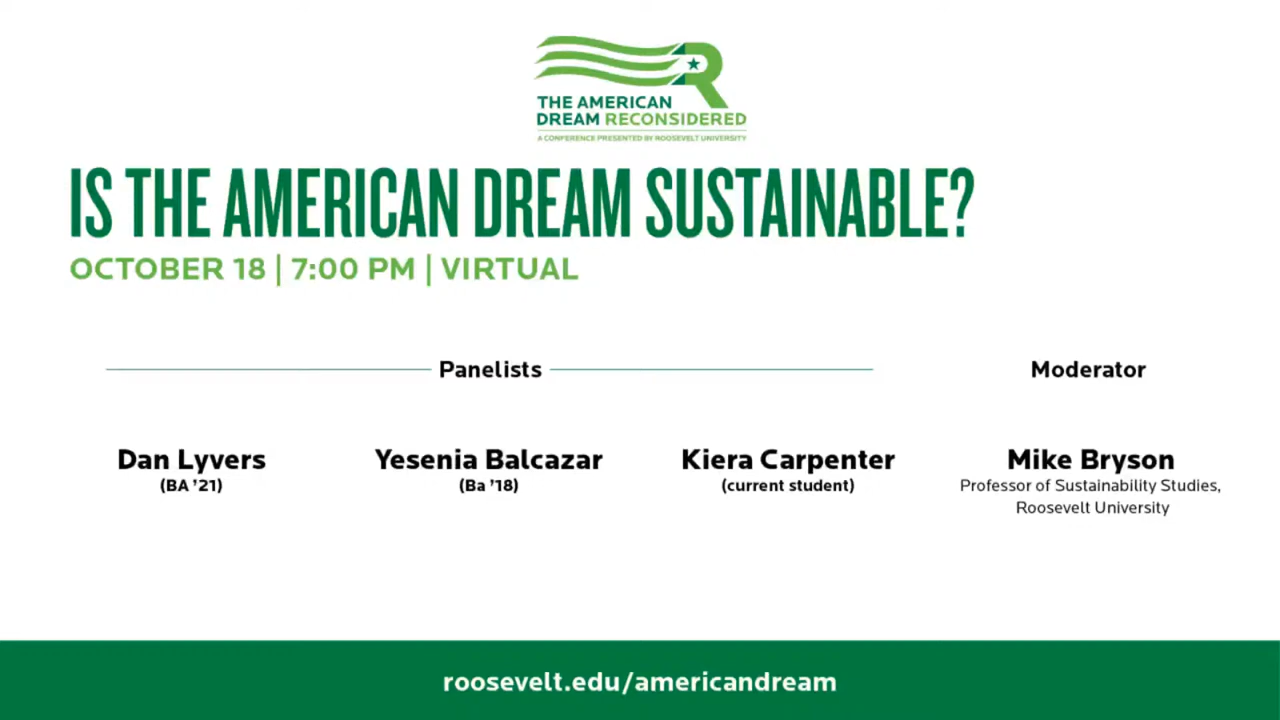 THE AMERICAN
DREAM RECONSIDERED
A CONFERENCE PRESENTED BY ROOSEVELT UNIVERSITY
IS THE AMERICAN DREAM SUSTAINABLE?
OCTOBER 18 | 7:00 PM | VIRTUAL
Panelists
Moderator
Dan Lyvers
(BA ’21)
Yesenia Balcazar
(Ba ’18)
Kiera Carpenter
(current student)
Mike Bryson
Professor of Sustainability Studies,
Roosevelt University
roosevelt.edu/americandream